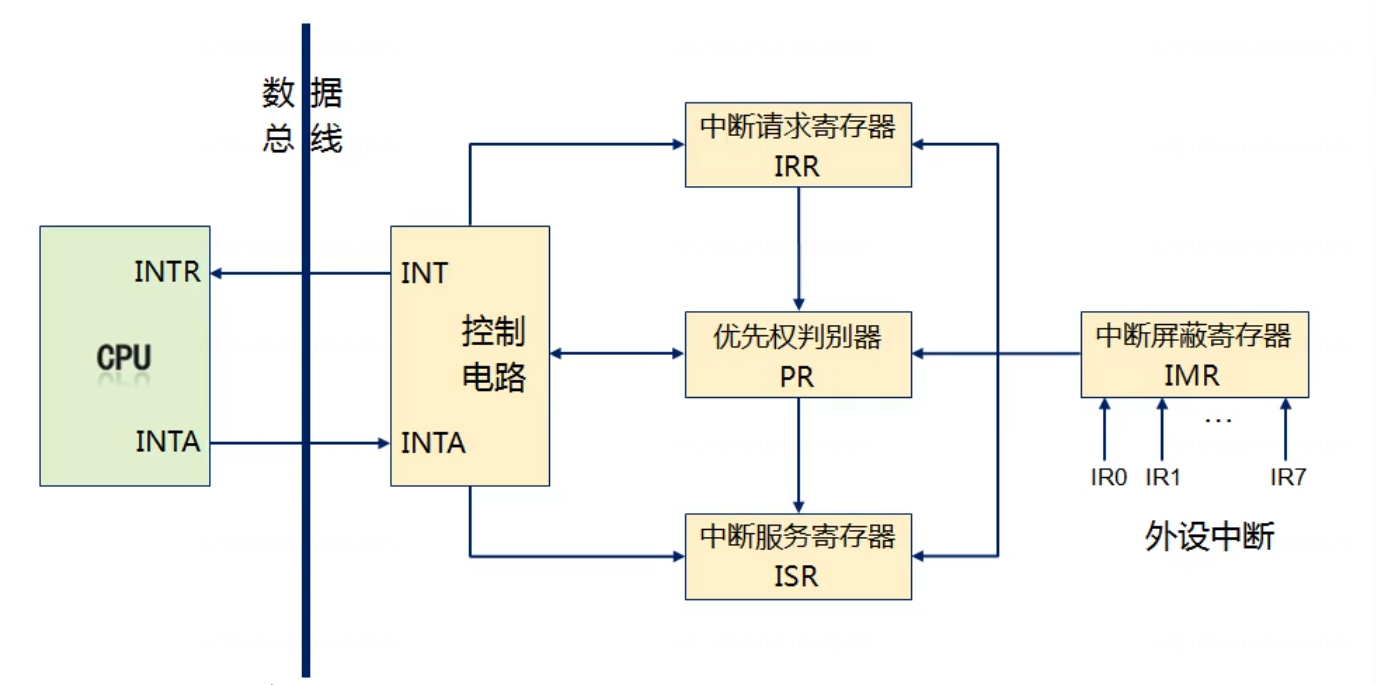 数据
总线
中断请求寄存器
IRR
INTR
CPU
INTA
INT
控制
电路
INTA
优先权判别器
PR
中断屏蔽寄存器
IMR
...
IR0 IR1 IR7
外设中断
中断服务寄存器
ISR